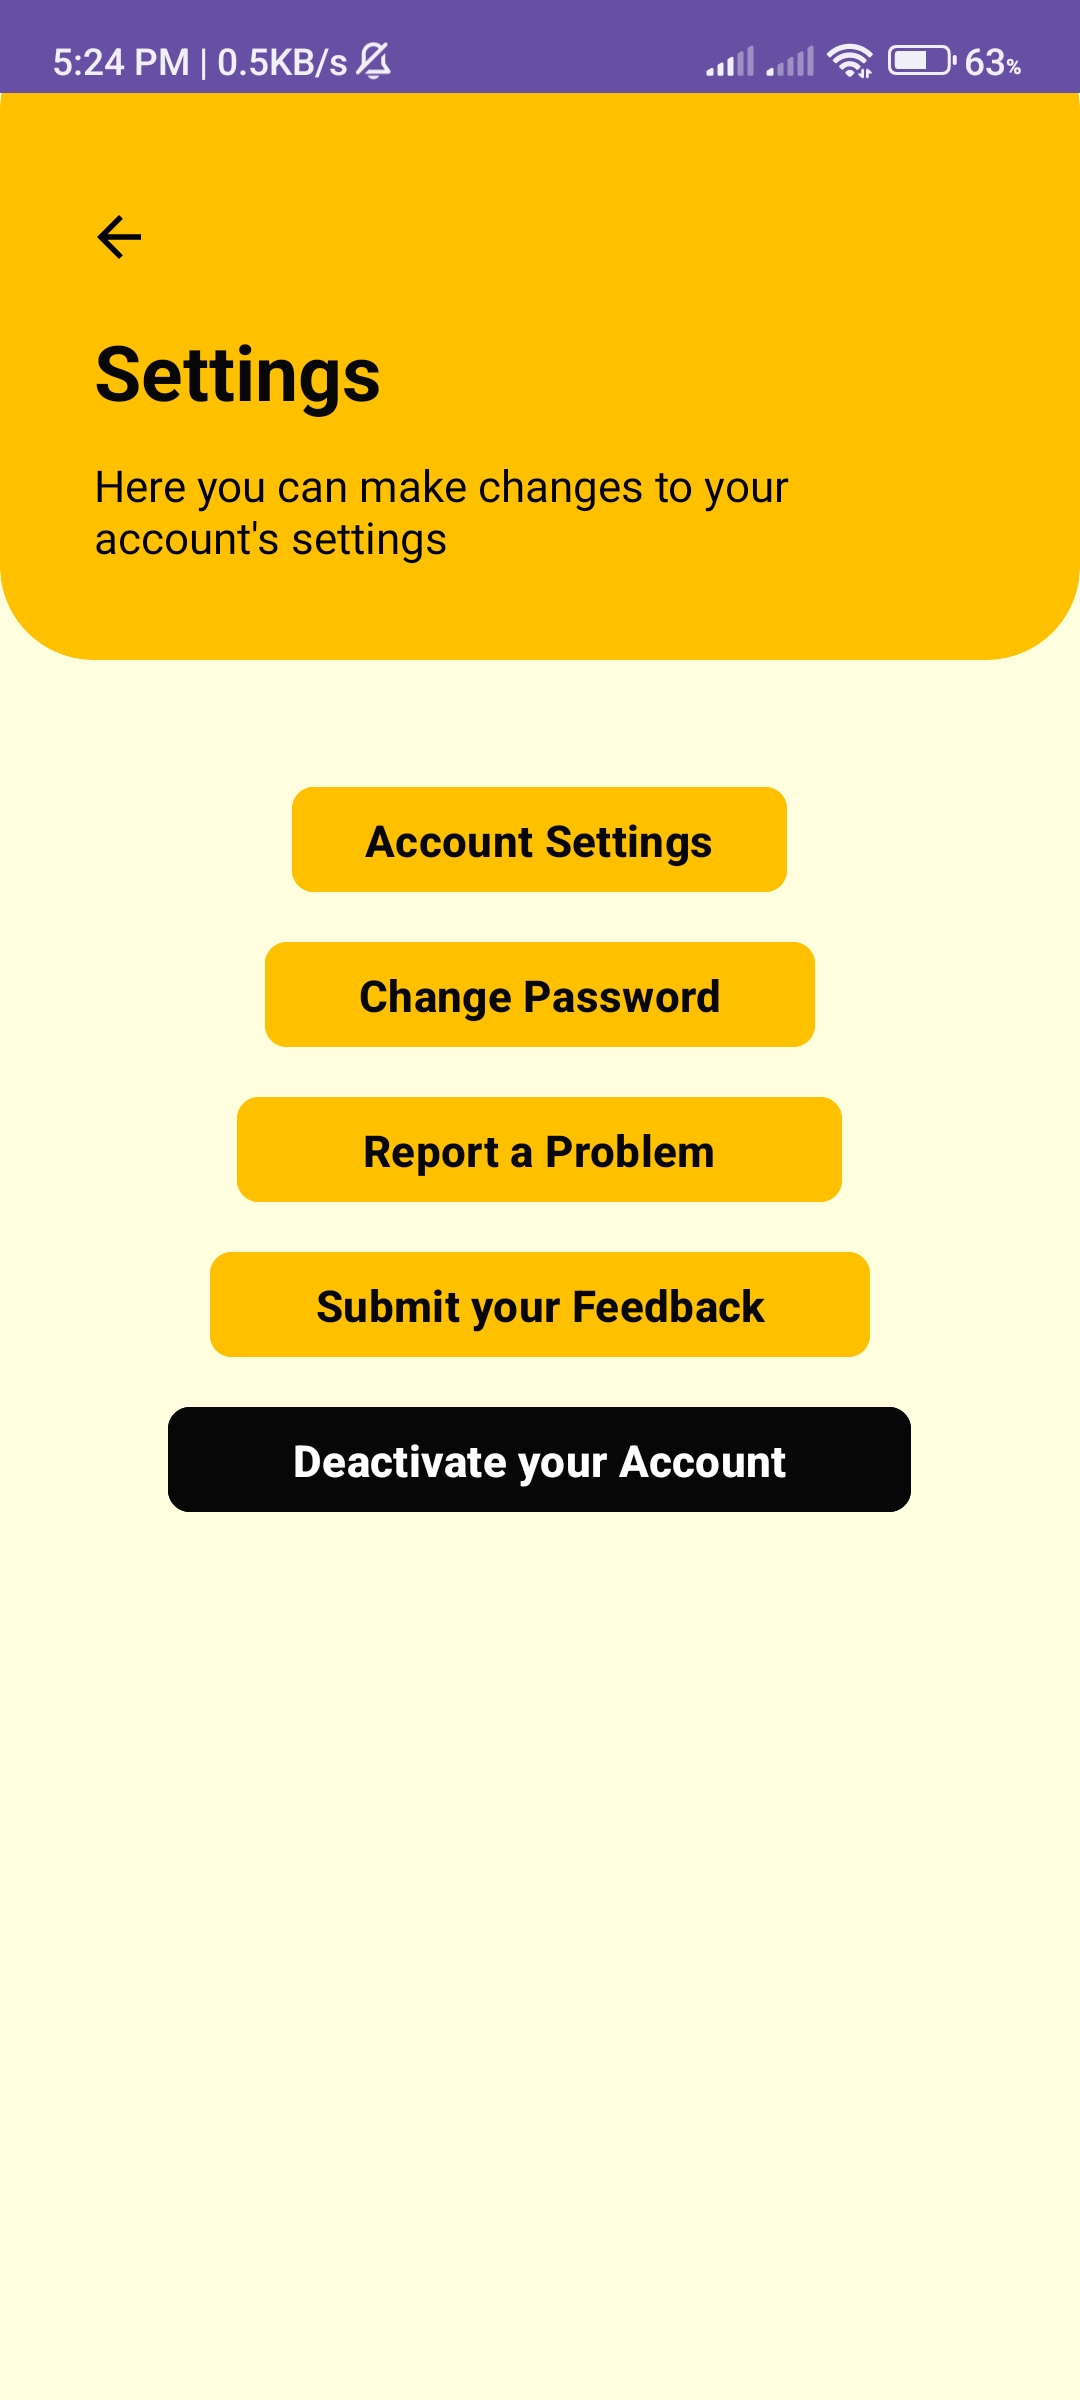 5:24 PM | 0.5KB/s 63%
Settings
Here you can make changes to your
account's settings
Account Settings
Change Password
Report a Problem
Submit your Feedback
Deactivate your Account